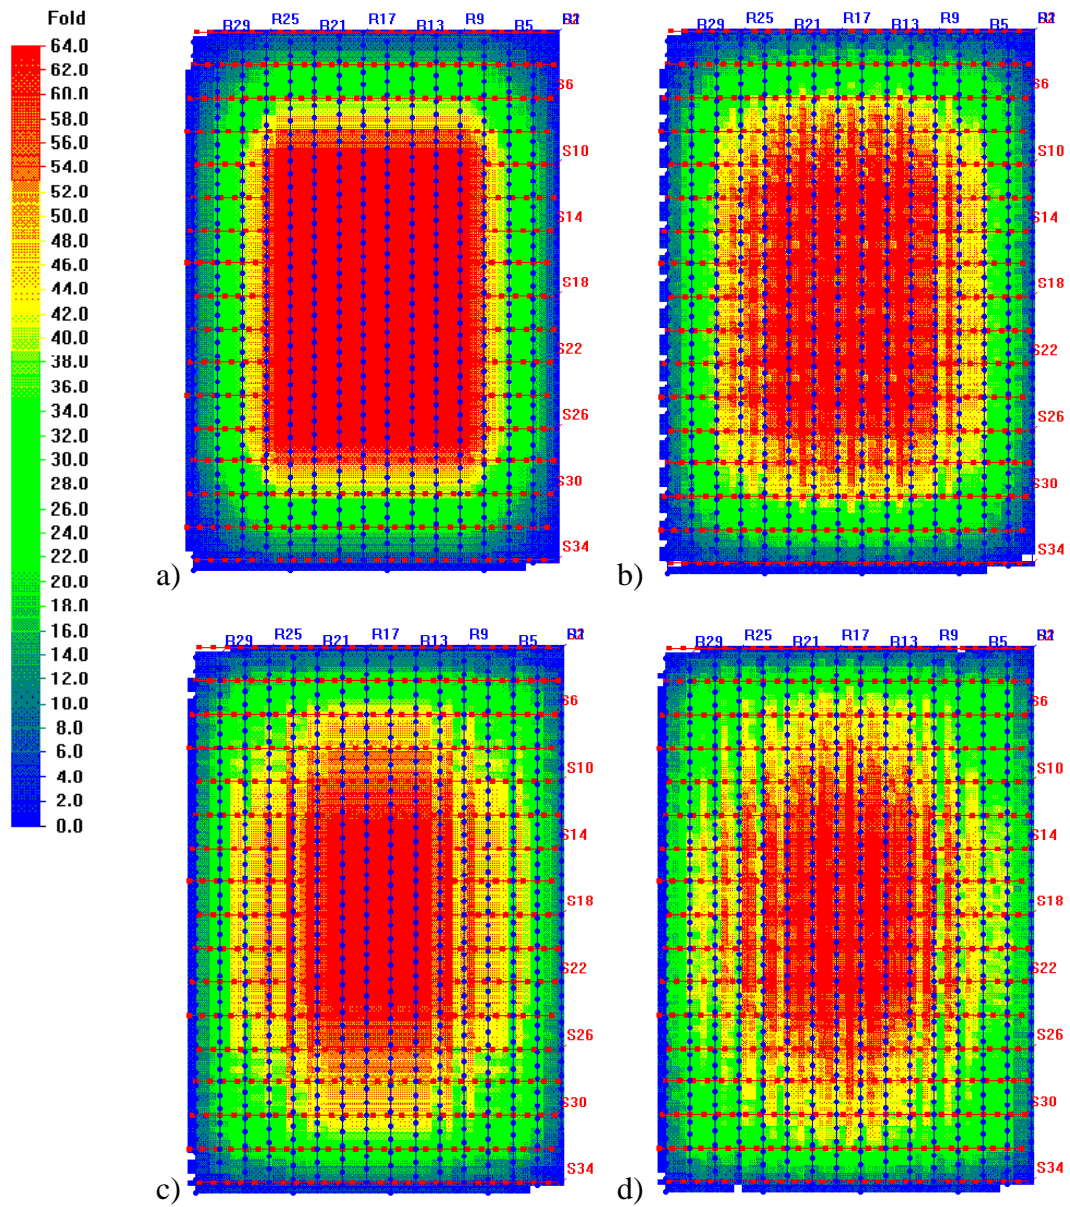 Fold
64.0
62.0
60.0
58.0
56.0
54.0
52.0
50.0
48.0
46.0
44.0
42.0
40.0
38.0
36.0
34.0
32.0
30.0
28.0
26.0
24.0
22.0
20.0
18.0
16.0
14.0
12.0
10.0
8.0
6.0
4.0
2.0
0.0
R29 R25 R21 R17 R13 R9 R5
S6
S10
S14
S18
S22
S26
S30
S34
a)
R29 R25 R21 R17 R13 R9 R5
S6
S10
S14
S18
S22
S26
S30
S34
b)
R29 R25 R21 R17 R13 R9 R5
S6
S10
S14
S18
S22
S26
S30
S34
c)
R29 R25 R21 R17 R13 R9 R5
S6
S10
S14
S18
S22
S26
S30
S34
d)